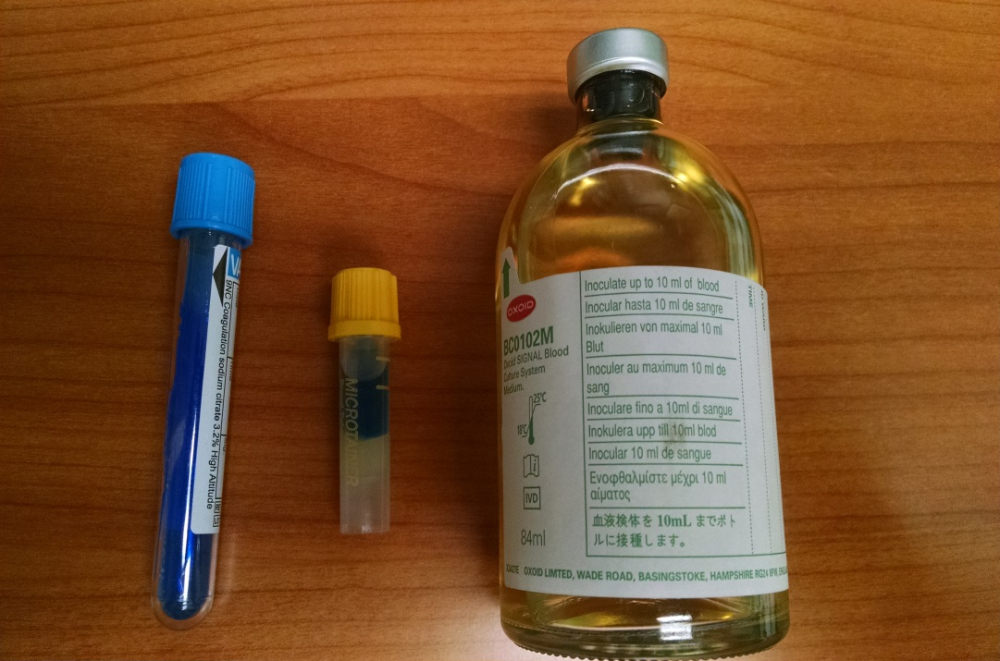 9NC Coagulation sodium citrate 3.2% High Altitude
MICROTAINER
OXOID
BC0102M
Oxoid SIGNAL Blood
Culture System
Medium.
25°C
18°C
IVD
84ml
Inoculate up to 10 ml of blood
Inocular hasta 10 ml de sangre
Inokulieren von maximal 10 ml
Blut
Inoculer au maximum 10 ml de
sang
Inoculare fino a 10ml di sangue
Inokulera upp till 10ml blod
Inocular 10 ml de sangue
Ενοφθαλμίστε μέχρι 10 ml
αίματος
血液検体を 10mL までボト
ルに接種します。
TIME
OXOID LIMTED, WADE ROAD, BASINGSTOKE, HAMPSHIRE RG24 8PW,